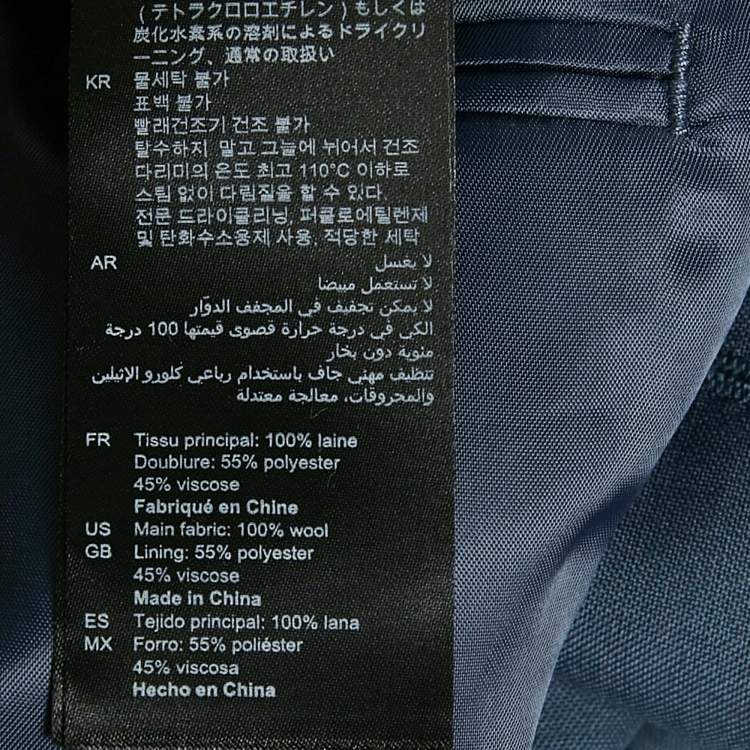 (テトラクロロエチレン)もしくは
炭化水素系の溶剤によるドライクリ
ーニング、通常の取扱い
KR 물세탁 불가
표백 불가
빨래건조기 건조 불가
탈수하지 말고 그늘에 뉘어서 건조
다리미의 온도 최고 110°C 이하로
스팀 없이 다림질을 할 수 있다
전문 드라이클리닝, 퍼클로에틸렌제
및 탄화수소용제 사용, 적당한 세탁
AR لا يغسل
لا تستعمل مبيضا
لا يمكن تجفيف في المجفف الدوّار
الكي في درجة حرارة قصوى قيمتها 100 درجة
مئوية دون بخار
تنظيف مهني جاف باستخدام رباعي كلورو الإثيلين
والمحروقات، معالجة معتدلة
FR Tissu principal: 100% laine
Doublure: 55% polyester
45% viscose
Fabriqué en Chine
US Main fabric: 100% wool
GB Lining: 55% polyester
45% viscose
Made in China
ES Tejido principal: 100% lana
MX Forro: 55% poliéster
45% viscosa
Hecho en China